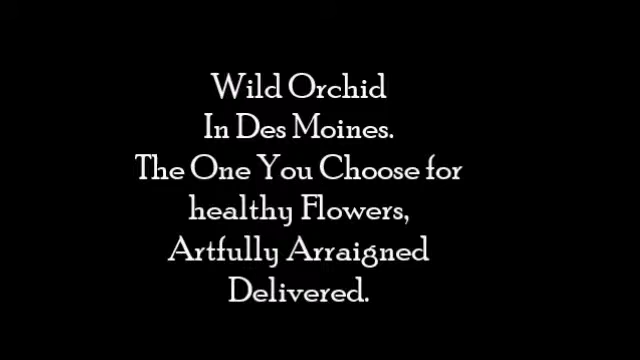 Wild Orchid
In Des Moines.
The One You Choose for
healthy Flowers,
Artfully Arraigned
Delivered.